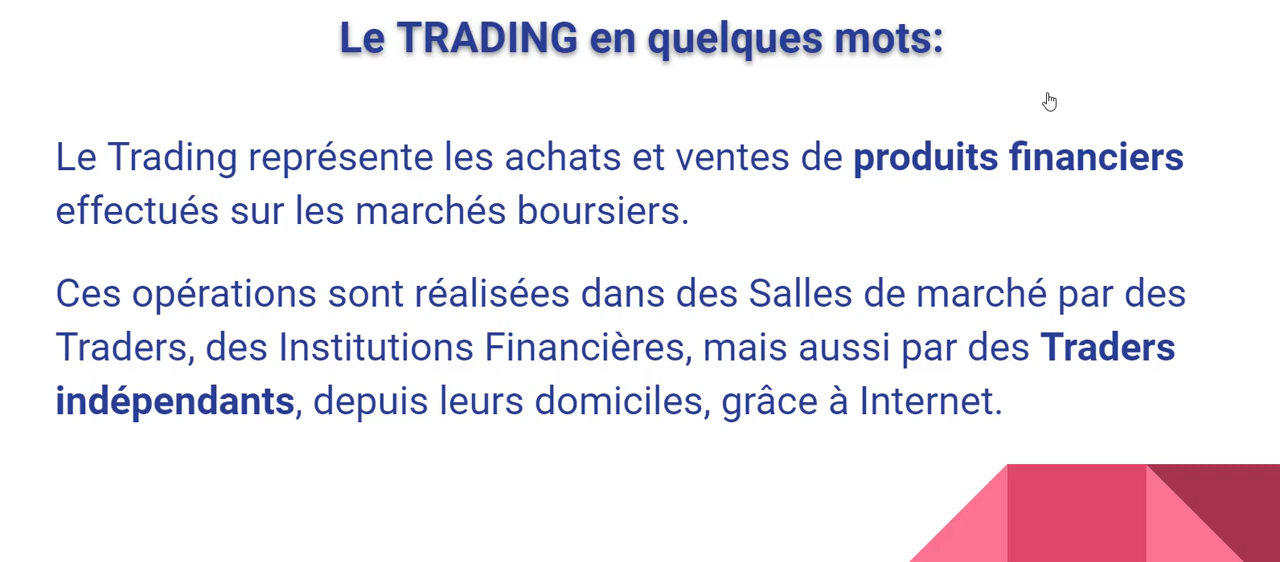 Le TRADING en quelques mots:
Le Trading représente les achats et ventes de produits financiers
effectués sur les marchés boursiers.
Ces opérations sont réalisées dans des Salles de marché par des
Traders, des Institutions Financières, mais aussi par des Traders
indépendants, depuis leurs domiciles, grâce à Internet.